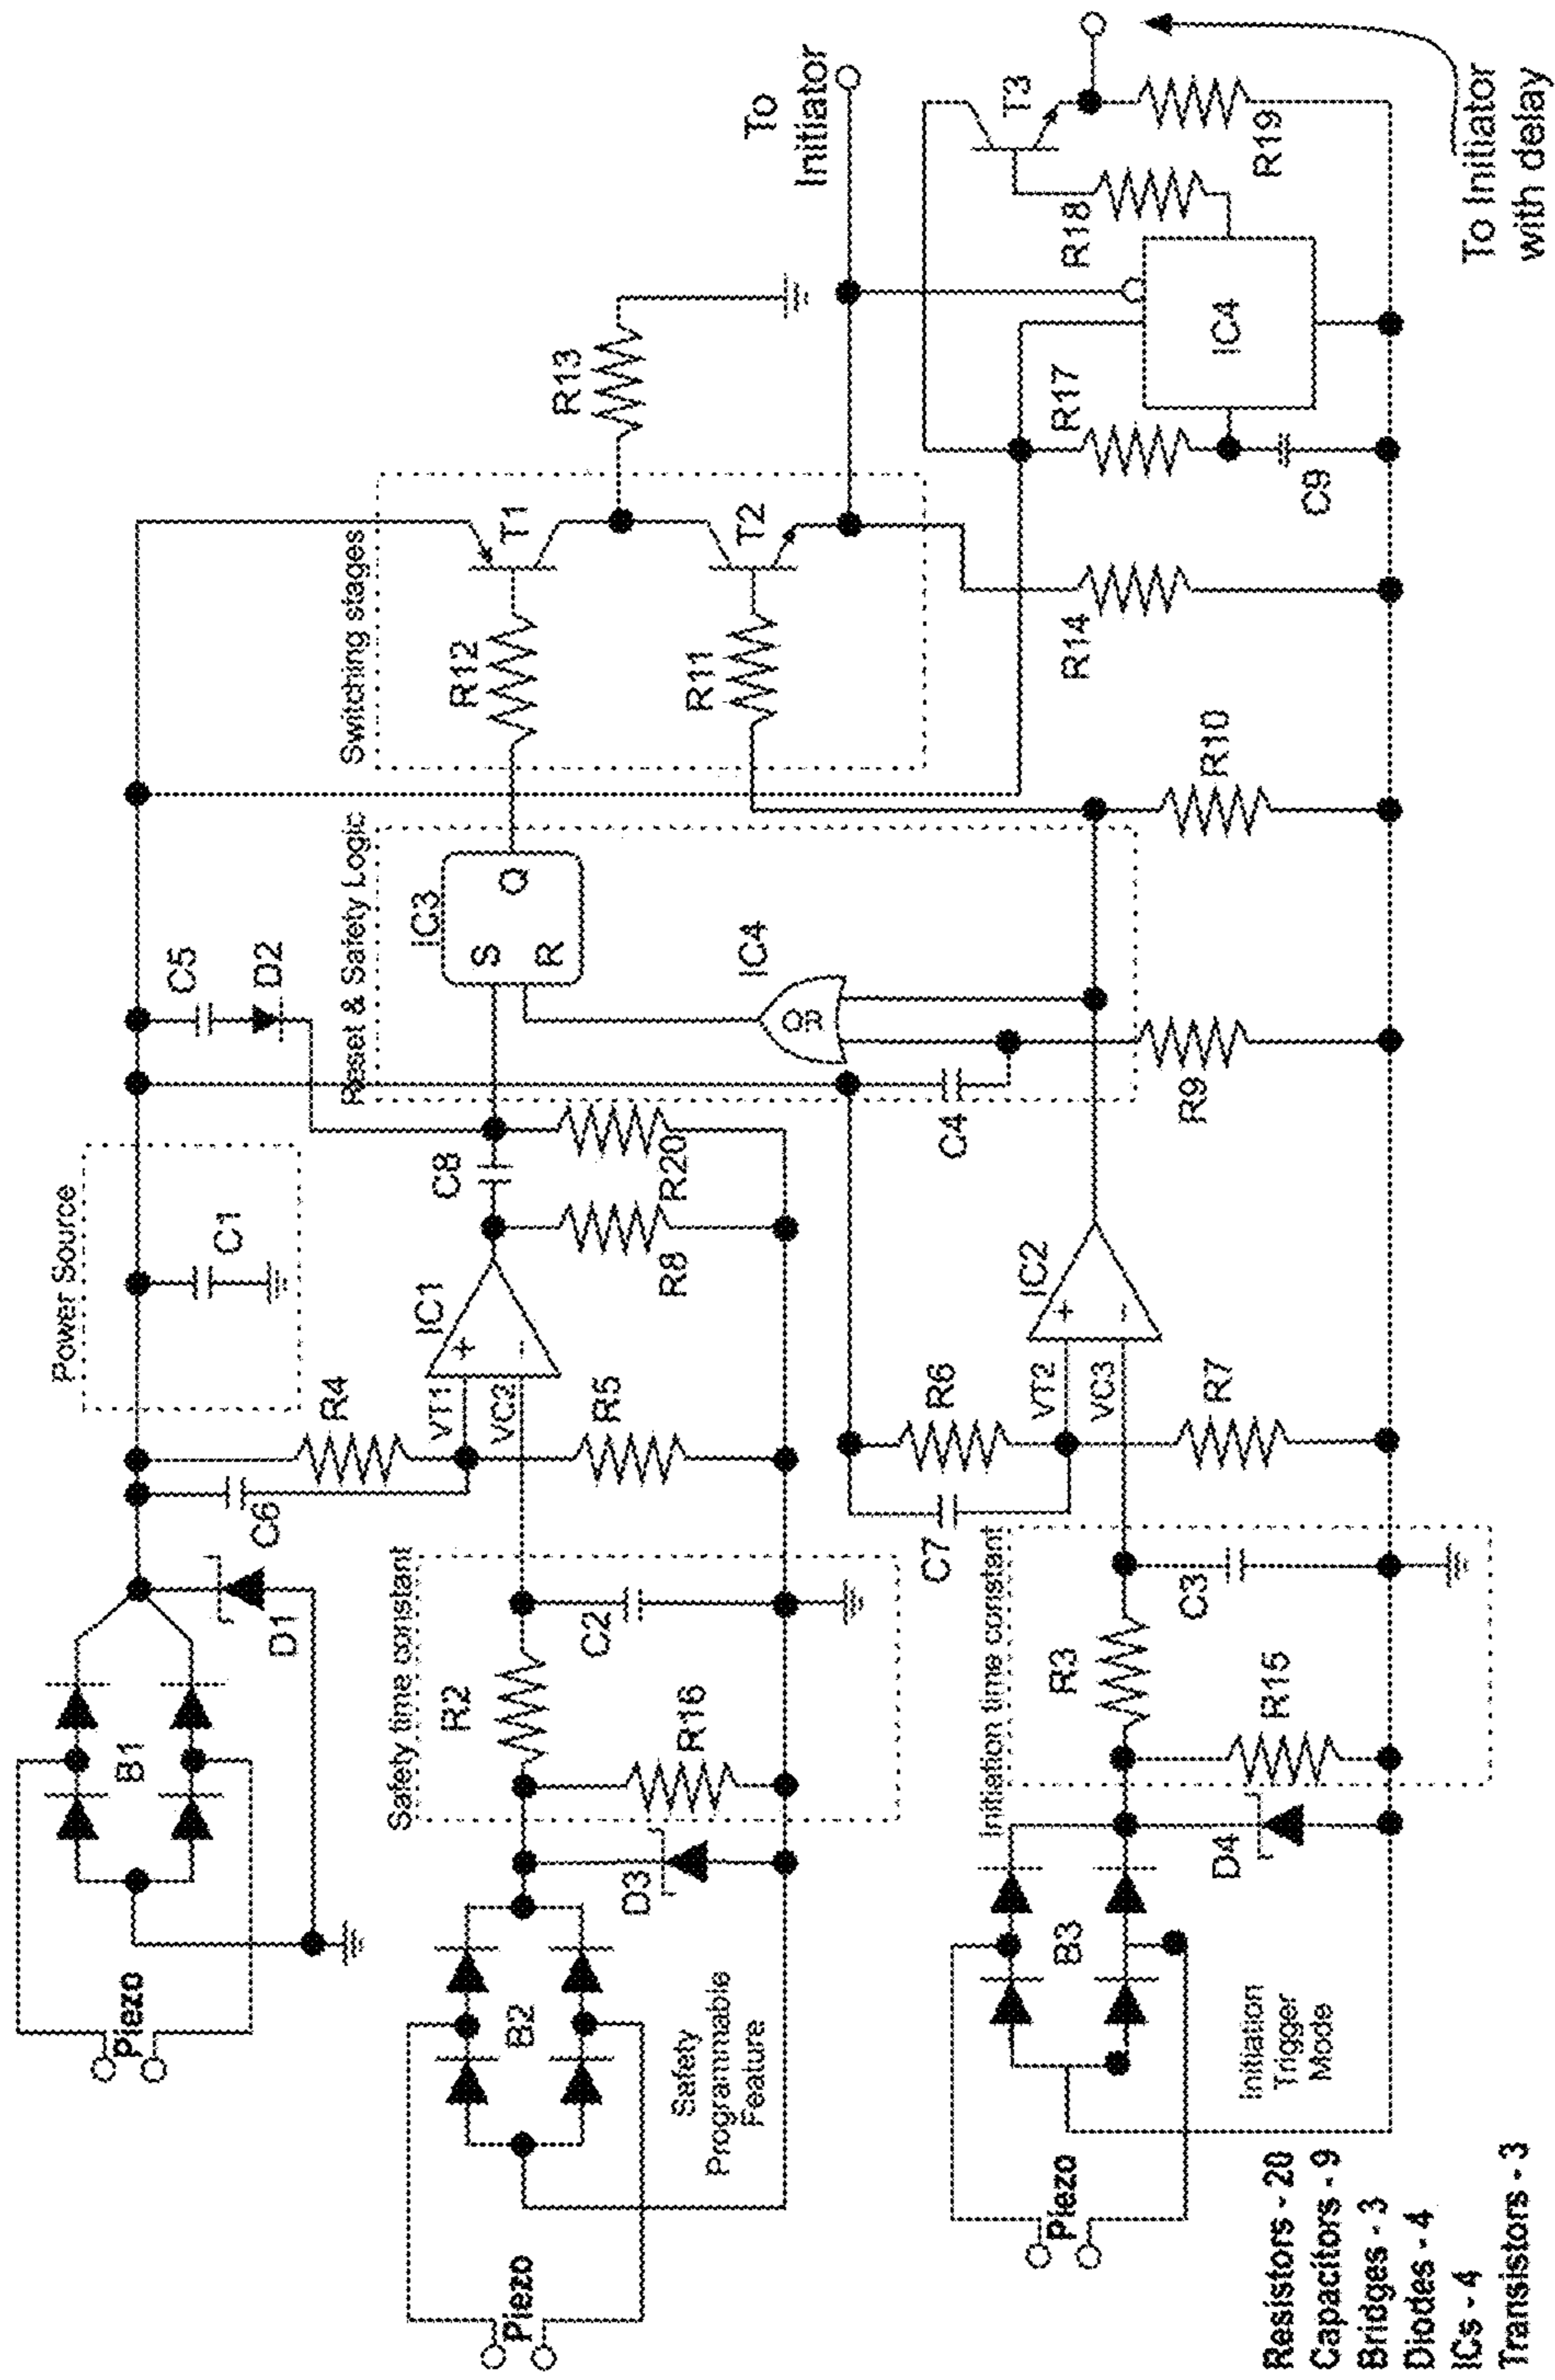 Power Source
C1
B1
Piezo
D1
C6
R4
C5
D2
R5
VT1
VC2
+
-
IC1
R8
C8
R20
Safety time constant
R2
C2
R16
D3
B2
Piezo
Safety
Programmable
Feature
Reset & Safety Logic
IC3
S
R
Q
IC4
OR
C4
R9
R10
Switching stages
R12
T1
R11
T2
R13
R14
To
Initiator
T3
R18
R19
R17
IC4
C9
To Initiator
with delay
R6
C7
VT2
VC3
+
-
IC2
R7
Initiation time constant
R3
C3
R15
D4
B3
Piezo
Initiation
Trigger
Mode
Resistors - 20
Capacitors - 9
Bridges - 3
Diodes - 4
ICs - 4
Transistors - 3